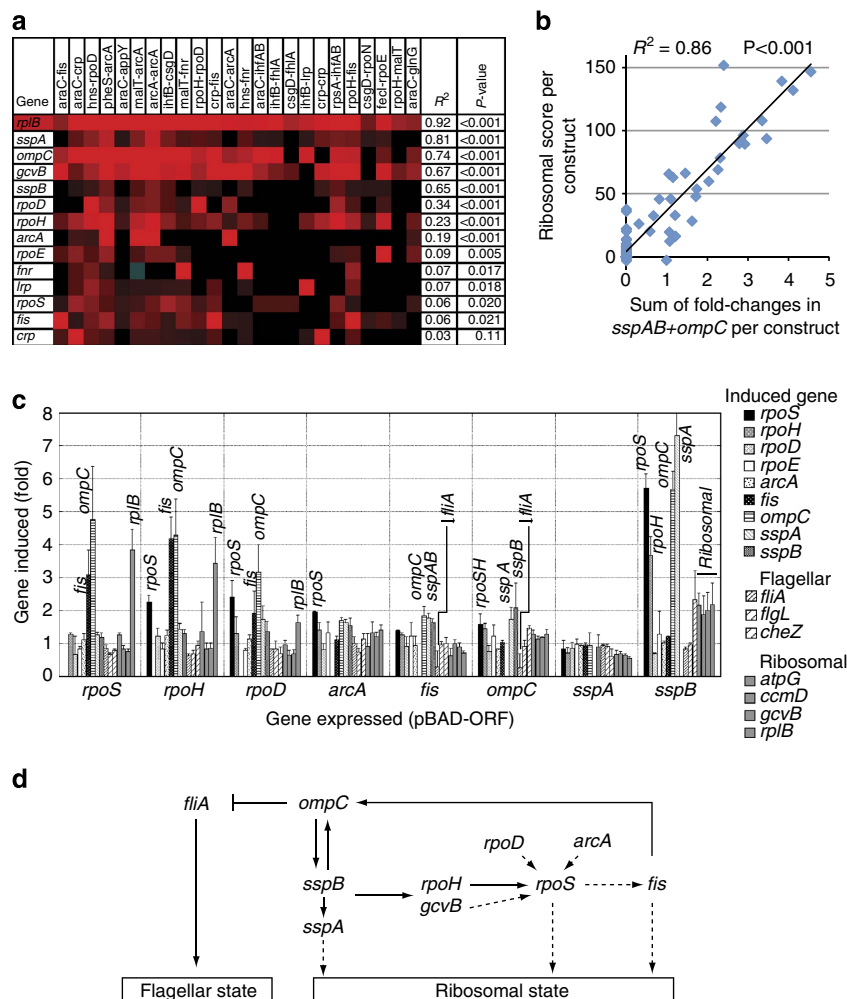 a
Gene
araC-fis
araC-crp
hns-rpoD
pheS-arcA
araC-appY
malT-arcA
arcA-arcA
ihfB-csgD
malT-fnr
rpoH-rpoD
crp-fis
araC-arcA
hns-fnr
araC-ihfAB
ihfB-fhlA
csgD-fhlA
ihfB-lrp
crp-crp
rpsA-ihfAB
rpoH-fis
csgD-rpoN
fecI-rpoE
rpoH-malT
araC-glnG
R²
P-value
rplB 0.92 <0.001
sspA 0.81 <0.001
ompC 0.74 <0.001
gcvB 0.67 <0.001
sspB 0.65 <0.001
rpoD 0.34 <0.001
rpoH 0.23 <0.001
arcA 0.19 <0.001
rpoE 0.09 0.005
fnr 0.07 0.017
lrp 0.07 0.018
rpoS 0.06 0.020
fis 0.06 0.021
crp 0.03 0.11
b
R² = 0.86 P<0.001
Ribosomal score per
construct
150
100
50
0
0 1 2 3 4 5
Sum of fold-changes in
sspAB+ompC per construct
c
Gene induced (fold)
8
7
6
5
4
3
2
1
0
fis
ompC
rplB
rpoS
fis
ompC
rplB
rpoS
fis
ompC
rplB
rpoS
ompC
sspAB
fliA
rpoSH
sspA
sspB
fliA
rpoS
rpoH
ompC
sspA
Ribosomal
rpoS rpoH rpoD arcA fis ompC sspA sspB
Gene expressed (pBAD-ORF)
Induced gene
rpoS
rpoH
rpoD
rpoE
arcA
fis
ompC
sspA
sspB
Flagellar
fliA
flgL
cheZ
Ribosomal
atpG
ccmD
gcvB
rplB
d
fliA ompC
rpoD arcA
sspB rpoH rpoS fis
gcvB
sspA
Flagellar state Ribosomal state